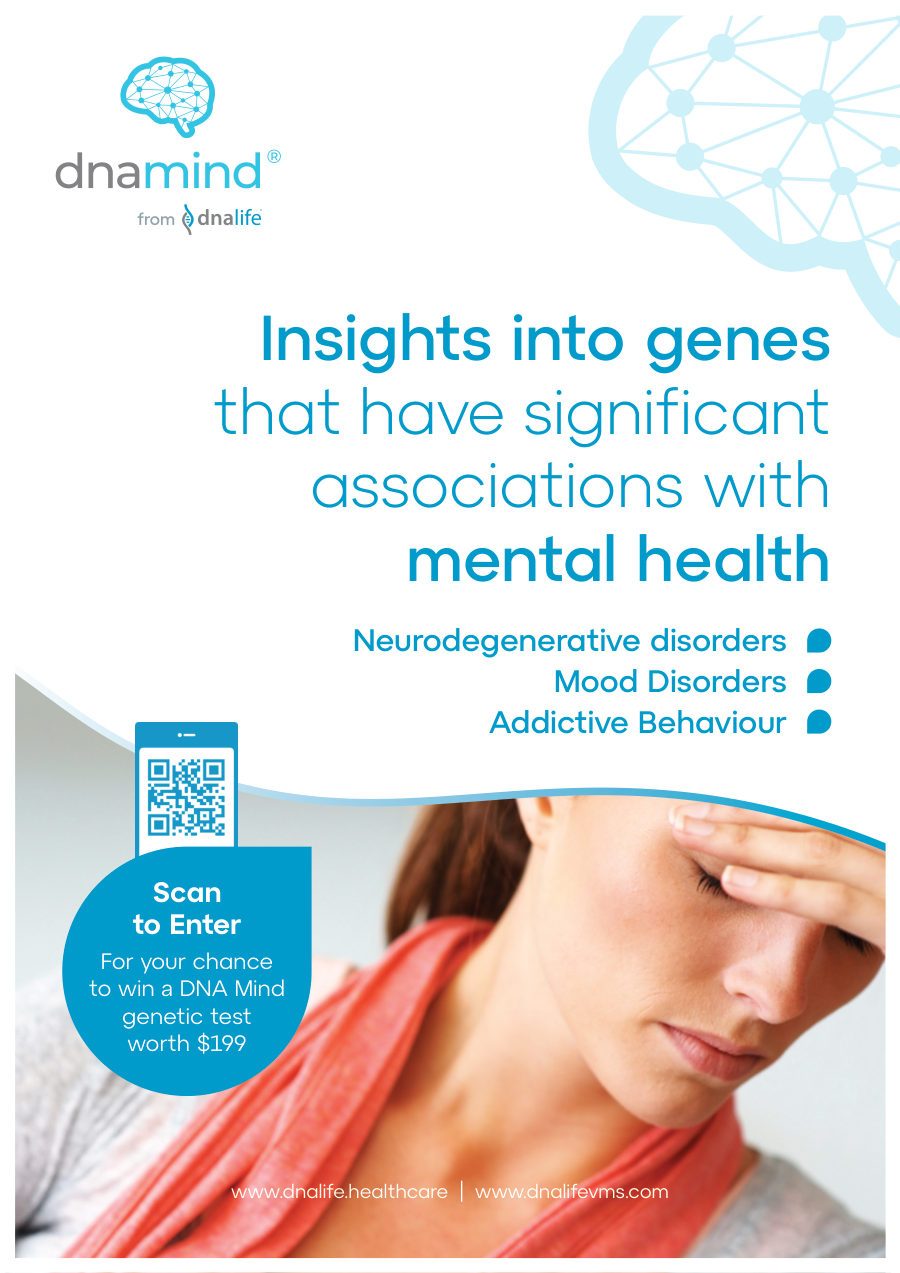 dnamind®
from dnalife
Insights into genes
that have significant
associations with
mental health
Neurodegenerative disorders
Mood Disorders
Addictive Behaviour
Scan
to Enter
For your chance
to win a DNA Mind
genetic test
worth $199
www.dnalife.healthcare | www.dnalifevms.com